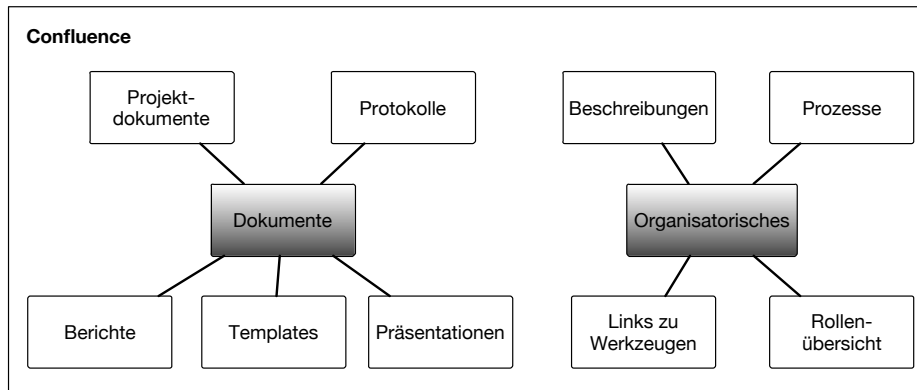 Confluence
Projekt-
dokumente
Protokolle
Beschreibungen
Prozesse
Dokumente
Organisatorisches
Berichte
Templates
Präsentationen
Links zu
Werkzeugen
Rollen-
übersicht